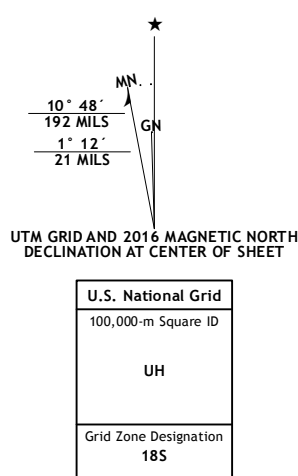 ★
MN
GN
10° 48´
192 MILS
1° 12´
21 MILS
UTM GRID AND 2016 MAGNETIC NORTH
DECLINATION AT CENTER OF SHEET
U.S. National Grid
100,000-m Square ID
UH
Grid Zone Designation
18S